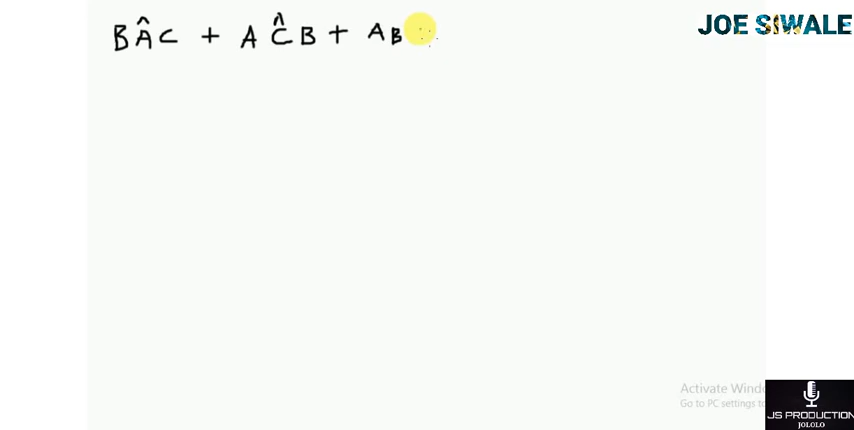 BÂC + AĈB + AB
JOE SIWALE
Activate Wind
Go to PC settings to
JS PRODUCTION
JOLOLO